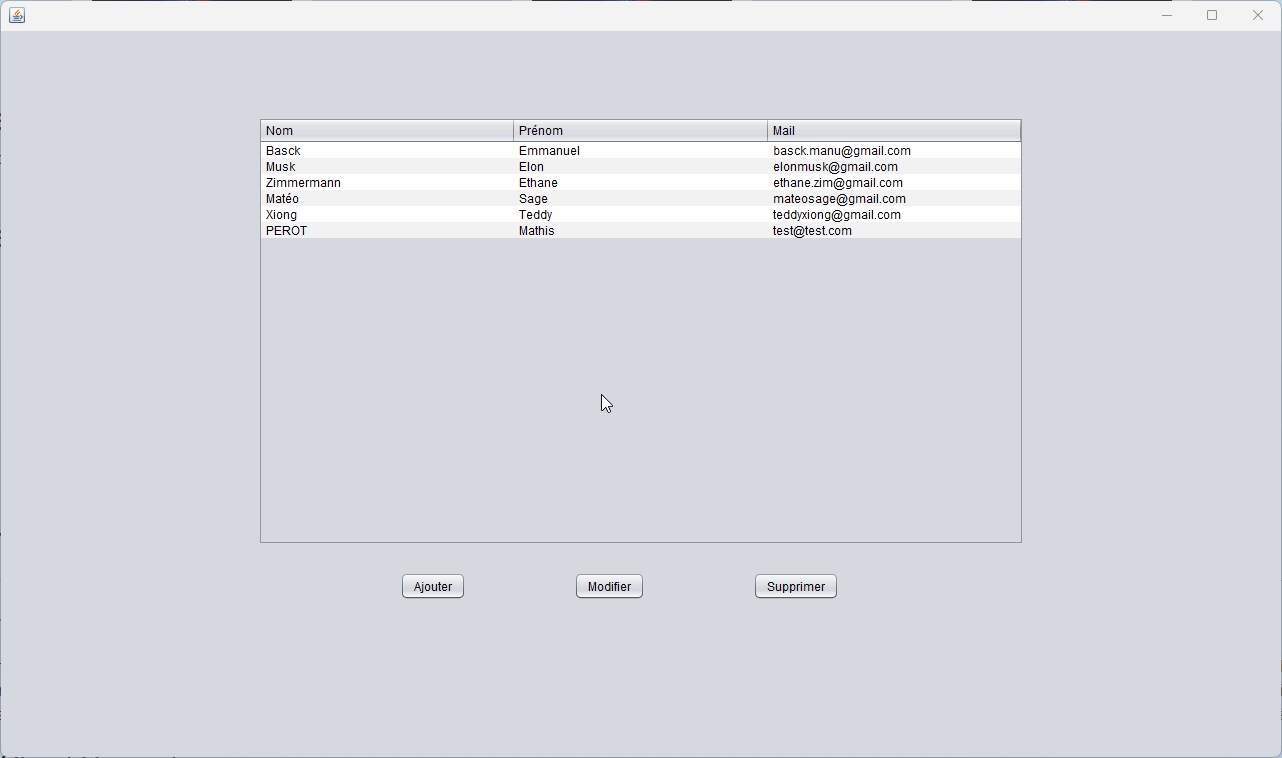 Nom Prénom Mail
Basck Emmanuel basck.manu@gmail.com
Musk Elon elonmusk@gmail.com
Zimmermann Ethane ethane.zim@gmail.com
Matéo Sage mateosage@gmail.com
Xiong Teddy teddyxiong@gmail.com
PEROT Mathis test@test.com
Ajouter Modifier Supprimer